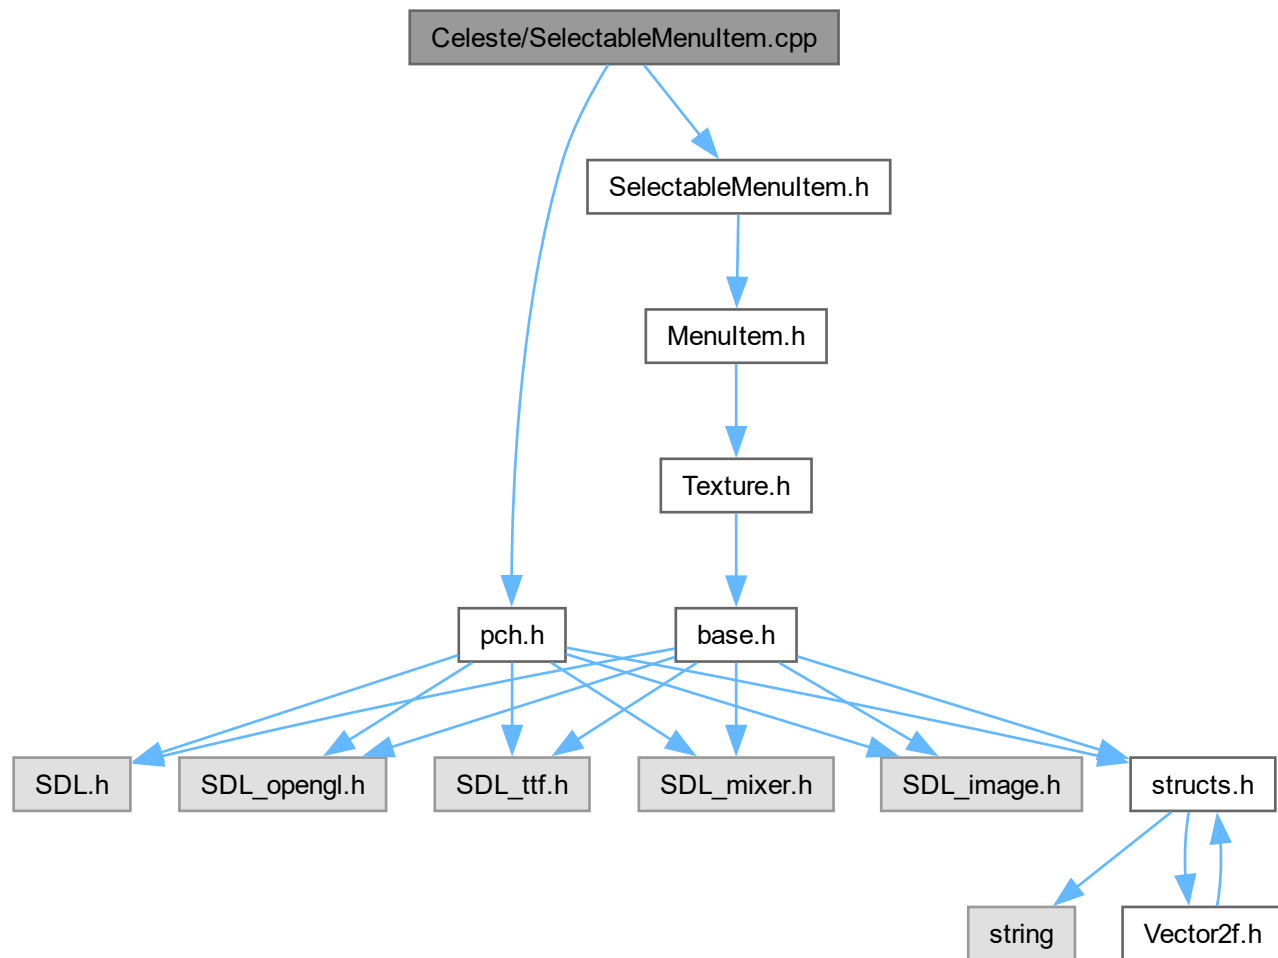 Celeste/SelectableMenuItem.cpp
SelectableMenuItem.h
MenuItem.h
Texture.h
pch.h
base.h
SDL.h
SDL_opengl.h
SDL_ttf.h
SDL_mixer.h
SDL_image.h
structs.h
string
Vector2f.h